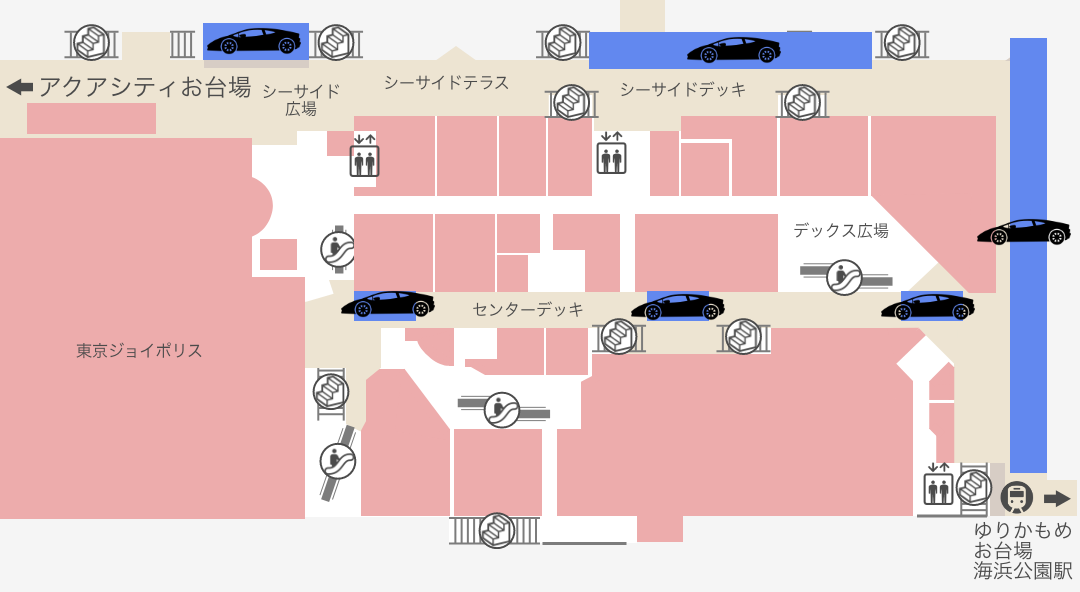 アクアシティお台場
シーサイド
広場
シーサイドテラス
シーサイドデッキ
デックス広場
センターデッキ
東京ジョイポリス
ゆりかもめ
お台場
海浜公園駅